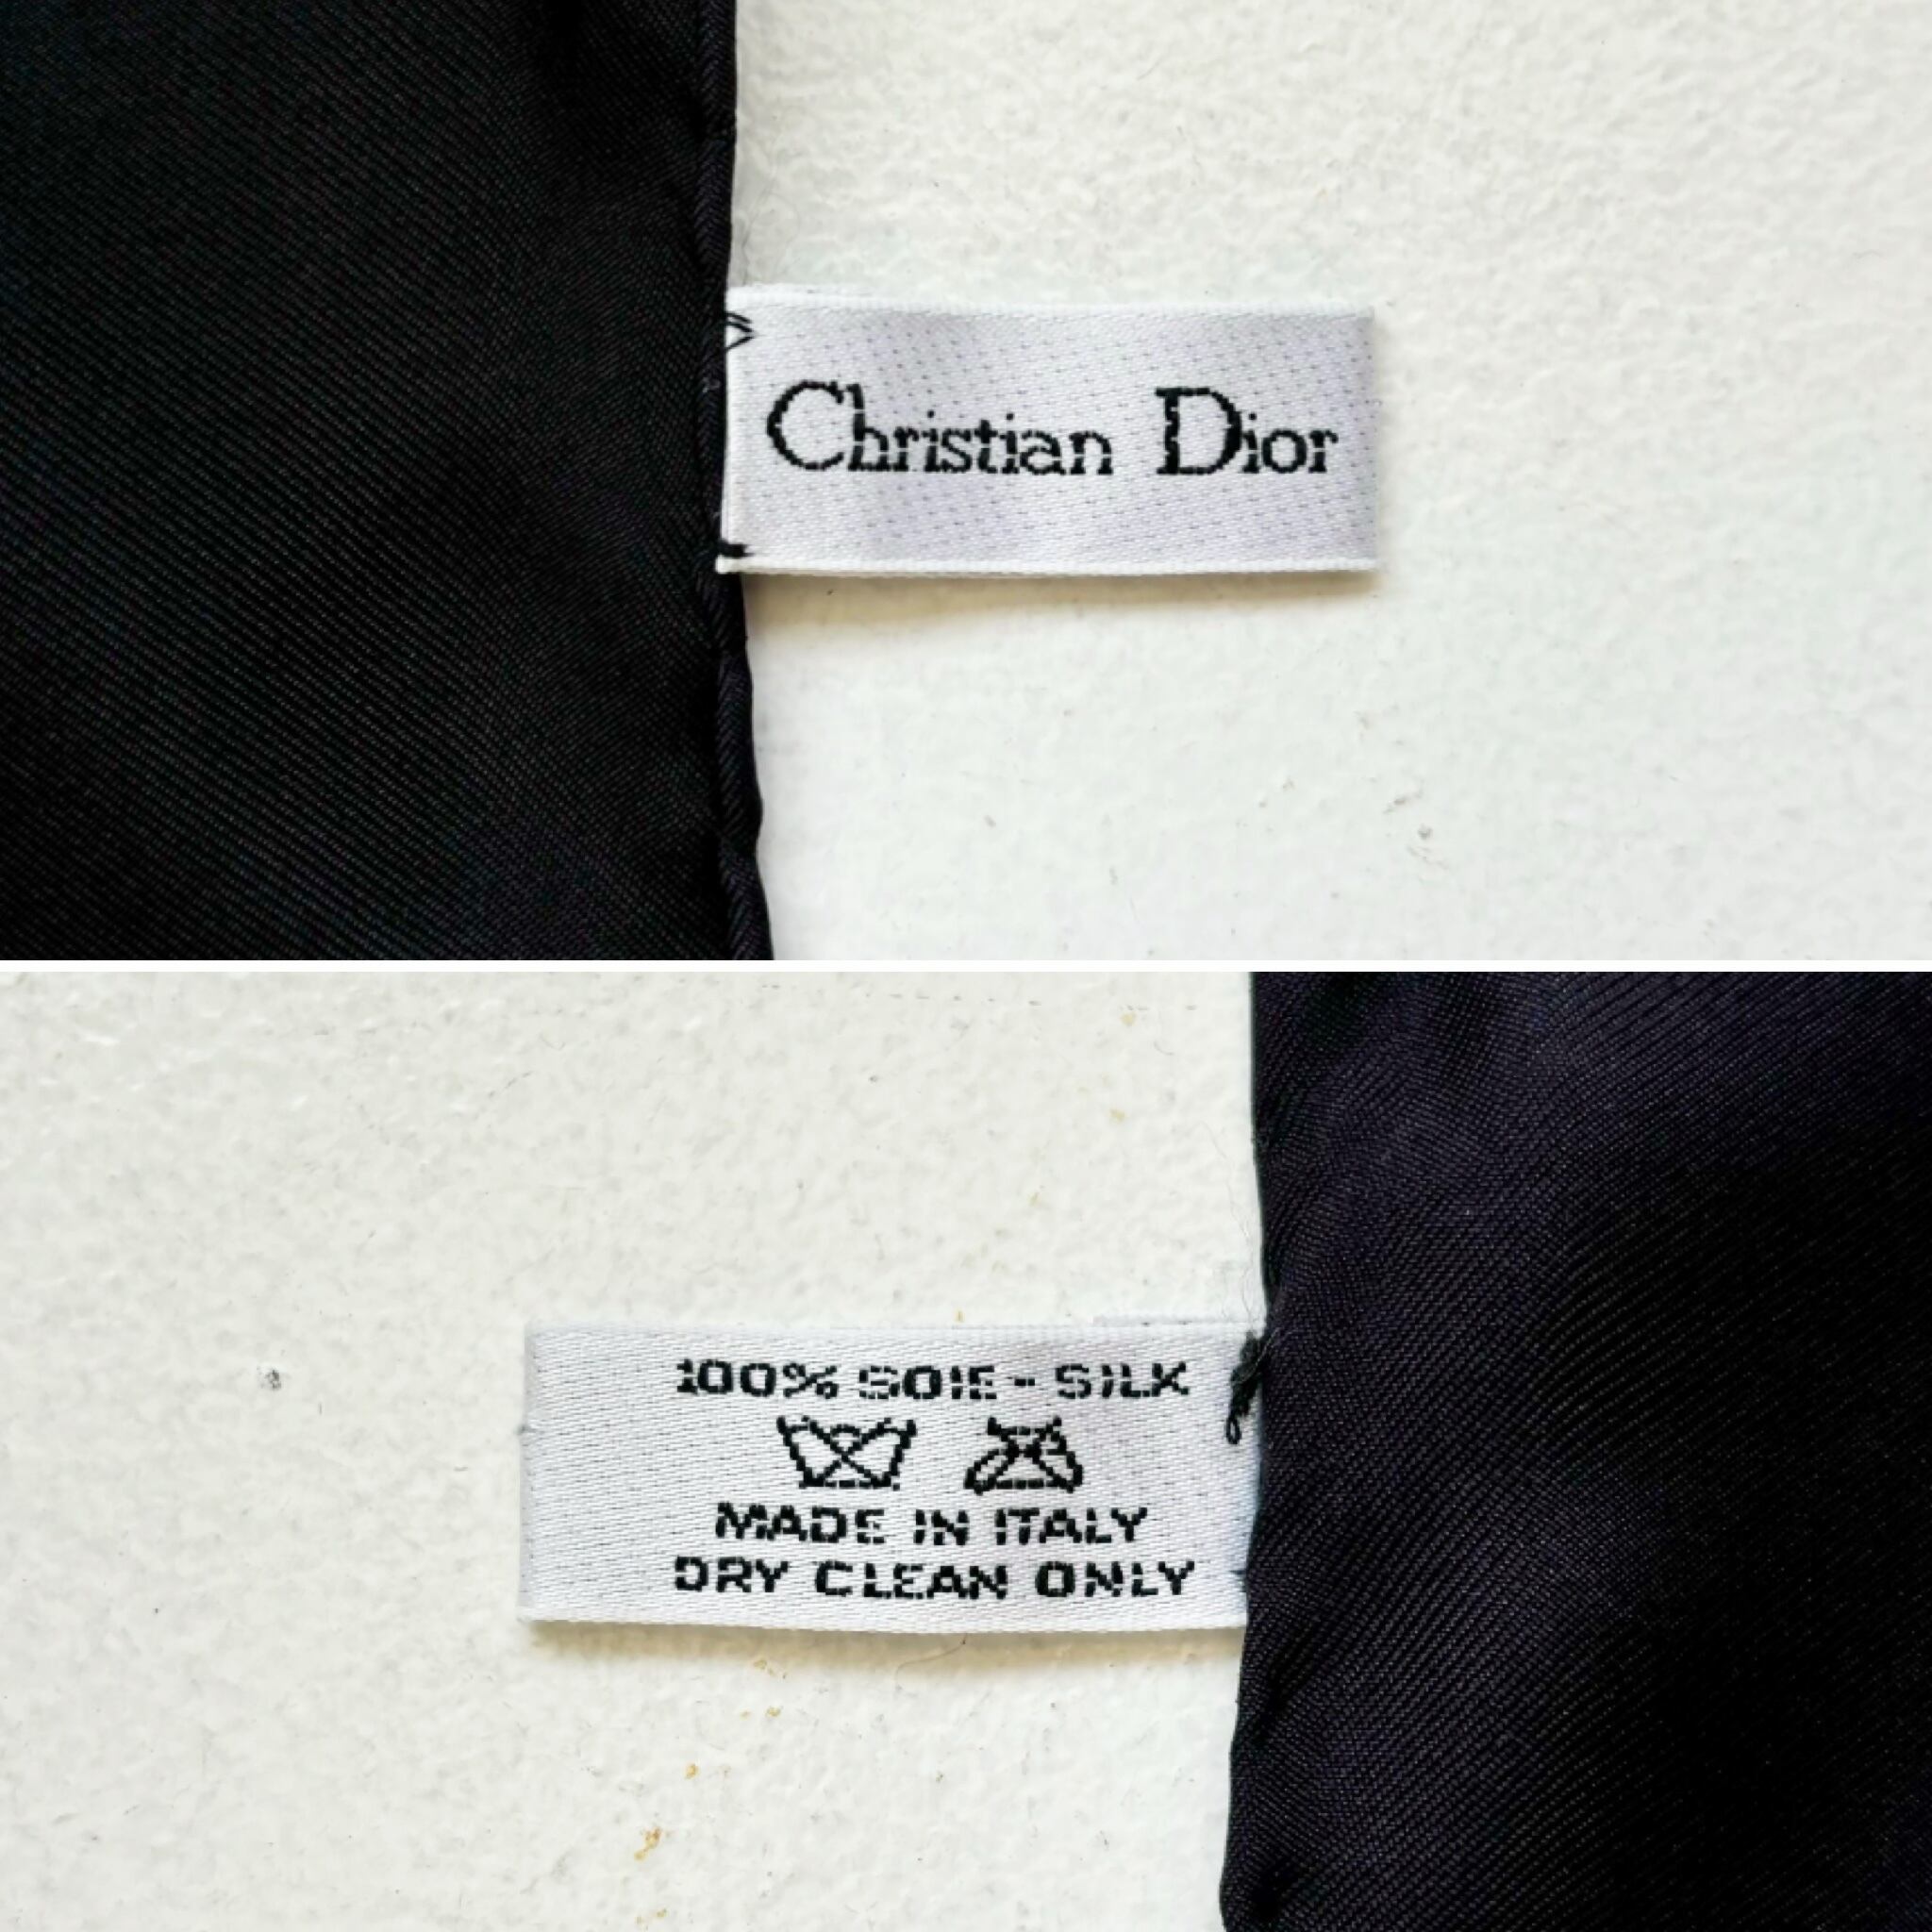 Christian Dior
100% SOIE - SILK
MADE IN ITALY
DRY CLEAN ONLY